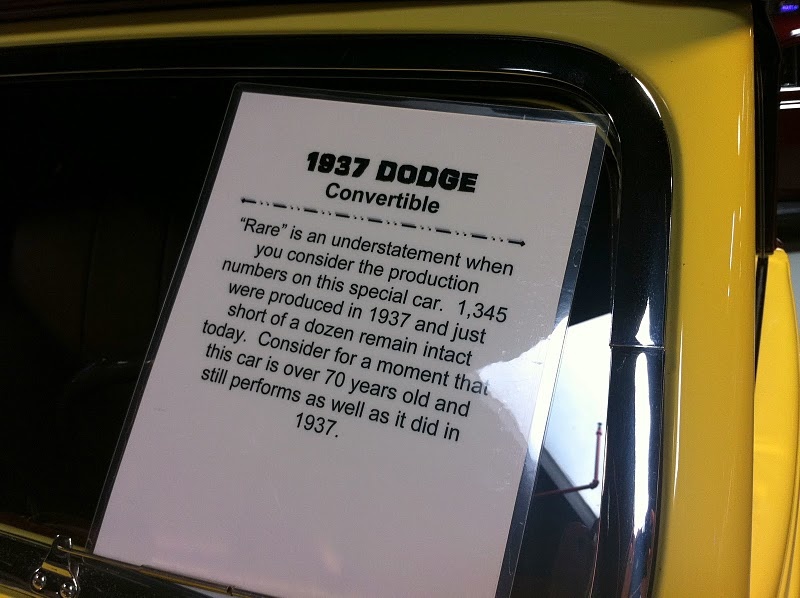 1937 DODGE
Convertible
"Rare" is an understatement when
you consider the production
numbers on this special car.  1,345
were produced in 1937 and just
short of a dozen remain intact
today.  Consider for a moment that
this car is over 70 years old and
still performs as well as it did in
1937.